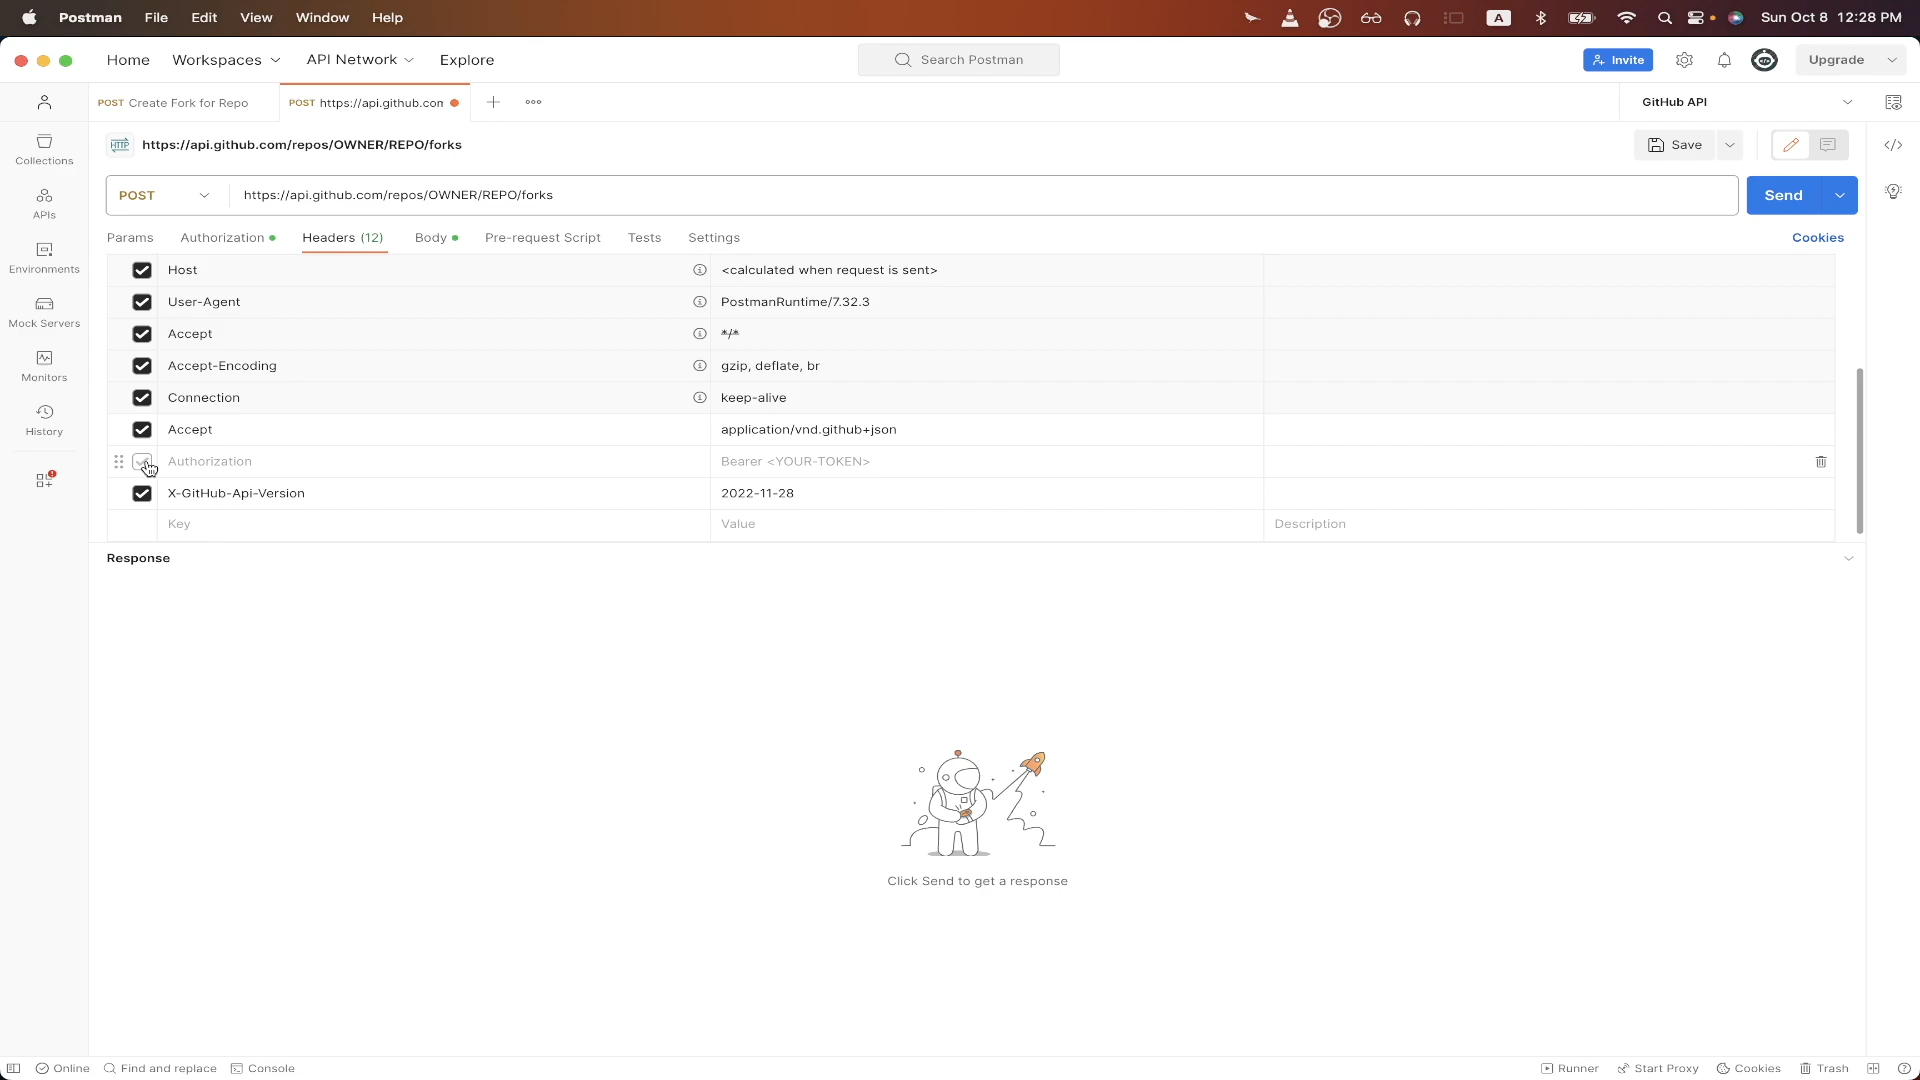 Postman File Edit View Window Help A Sun Oct 8 12:28 PM
Home Workspaces API Network Explore Search Postman Invite Upgrade
POST Create Fork for Repo POST https://api.github.com GitHub API
HTTP https://api.github.com/repos/OWNER/REPO/forks Save
POST https://api.github.com/repos/OWNER/REPO/forks Send
Params Authorization Headers (12) Body Pre-request Script Tests Settings Cookies
Collections
APIs
Environments
Mock Servers
Monitors
History
Host <calculated when request is sent>
User-Agent PostmanRuntime/7.32.3
Accept */*
Accept-Encoding gzip, deflate, br
Connection keep-alive
Accept application/vnd.github+json
Authorization Bearer <YOUR-TOKEN>
X-GitHub-Api-Version 2022-11-28
Key Value Description
Response
Click Send to get a response
Online Find and replace Console Runner Start Proxy Cookies Trash